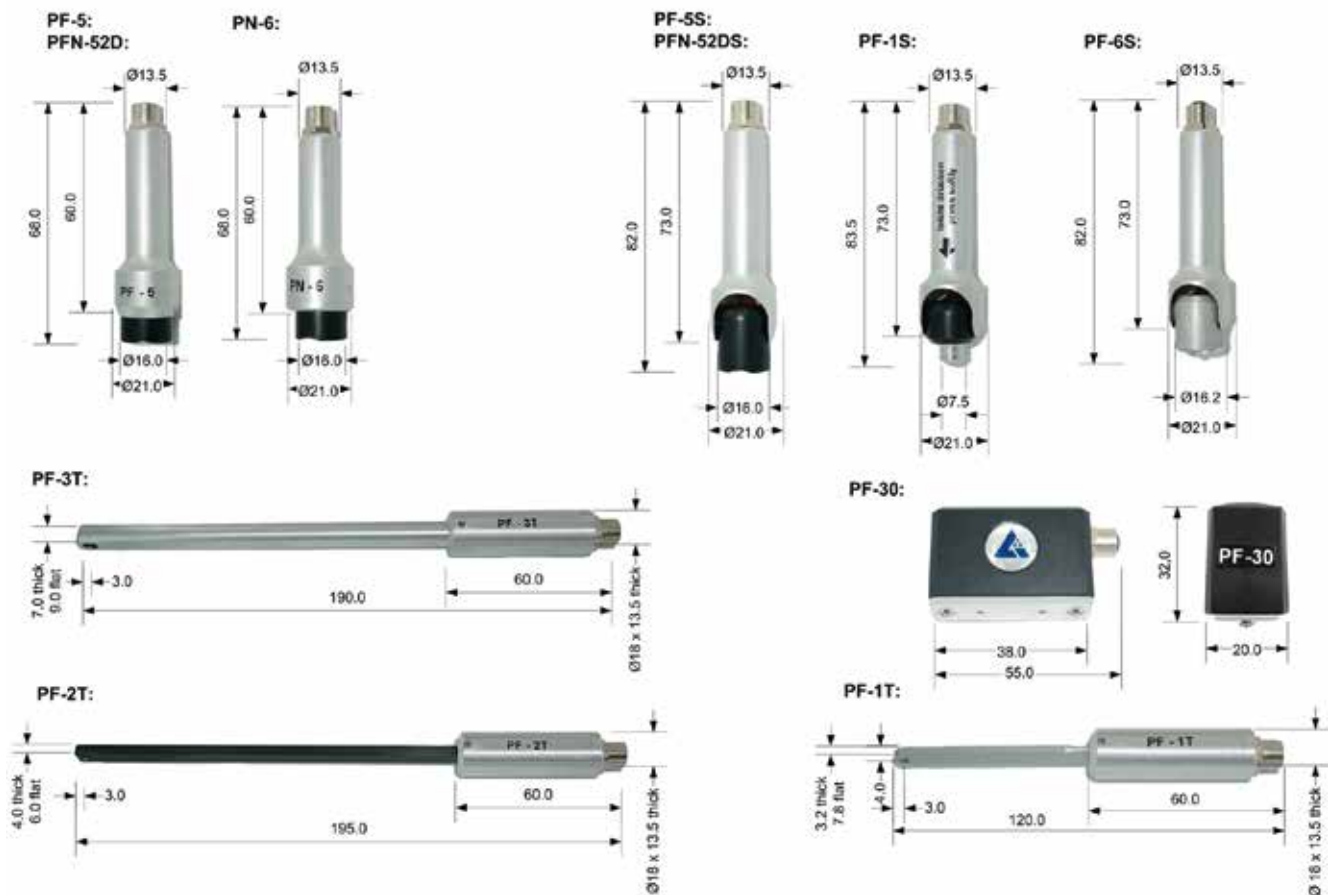 PF-5:
PFN-52D:
Ø13.5
68.0
60.0
PF - 5
Ø16.0
Ø21.0
PN-6:
Ø13.5
68.0
60.0
PN - 6
Ø16.0
Ø21.0
PF-5S:
PFN-52DS:
Ø13.5
82.0
73.0
Ø16.0
Ø21.0
PF-1S:
Ø13.5
83.5
73.0
Ø7.5
Ø21.0
PF-6S:
Ø13.5
82.0
73.0
Ø16.2
Ø21.0
PF-3T:
PF - 3T
7.0 thick
9.0 flat
3.0
60.0
190.0
Ø18 x 13.5 thick
PF-30:
PF-30
32.0
38.0
55.0
20.0
PF-2T:
PF - 2T
4.0 thick
6.0 flat
3.0
60.0
195.0
Ø18 x 13.5 thick
PF-1T:
PF - 1T
3.2 thick
7.8 flat
4.0
3.0
60.0
120.0
Ø 18 x 13.5 thick